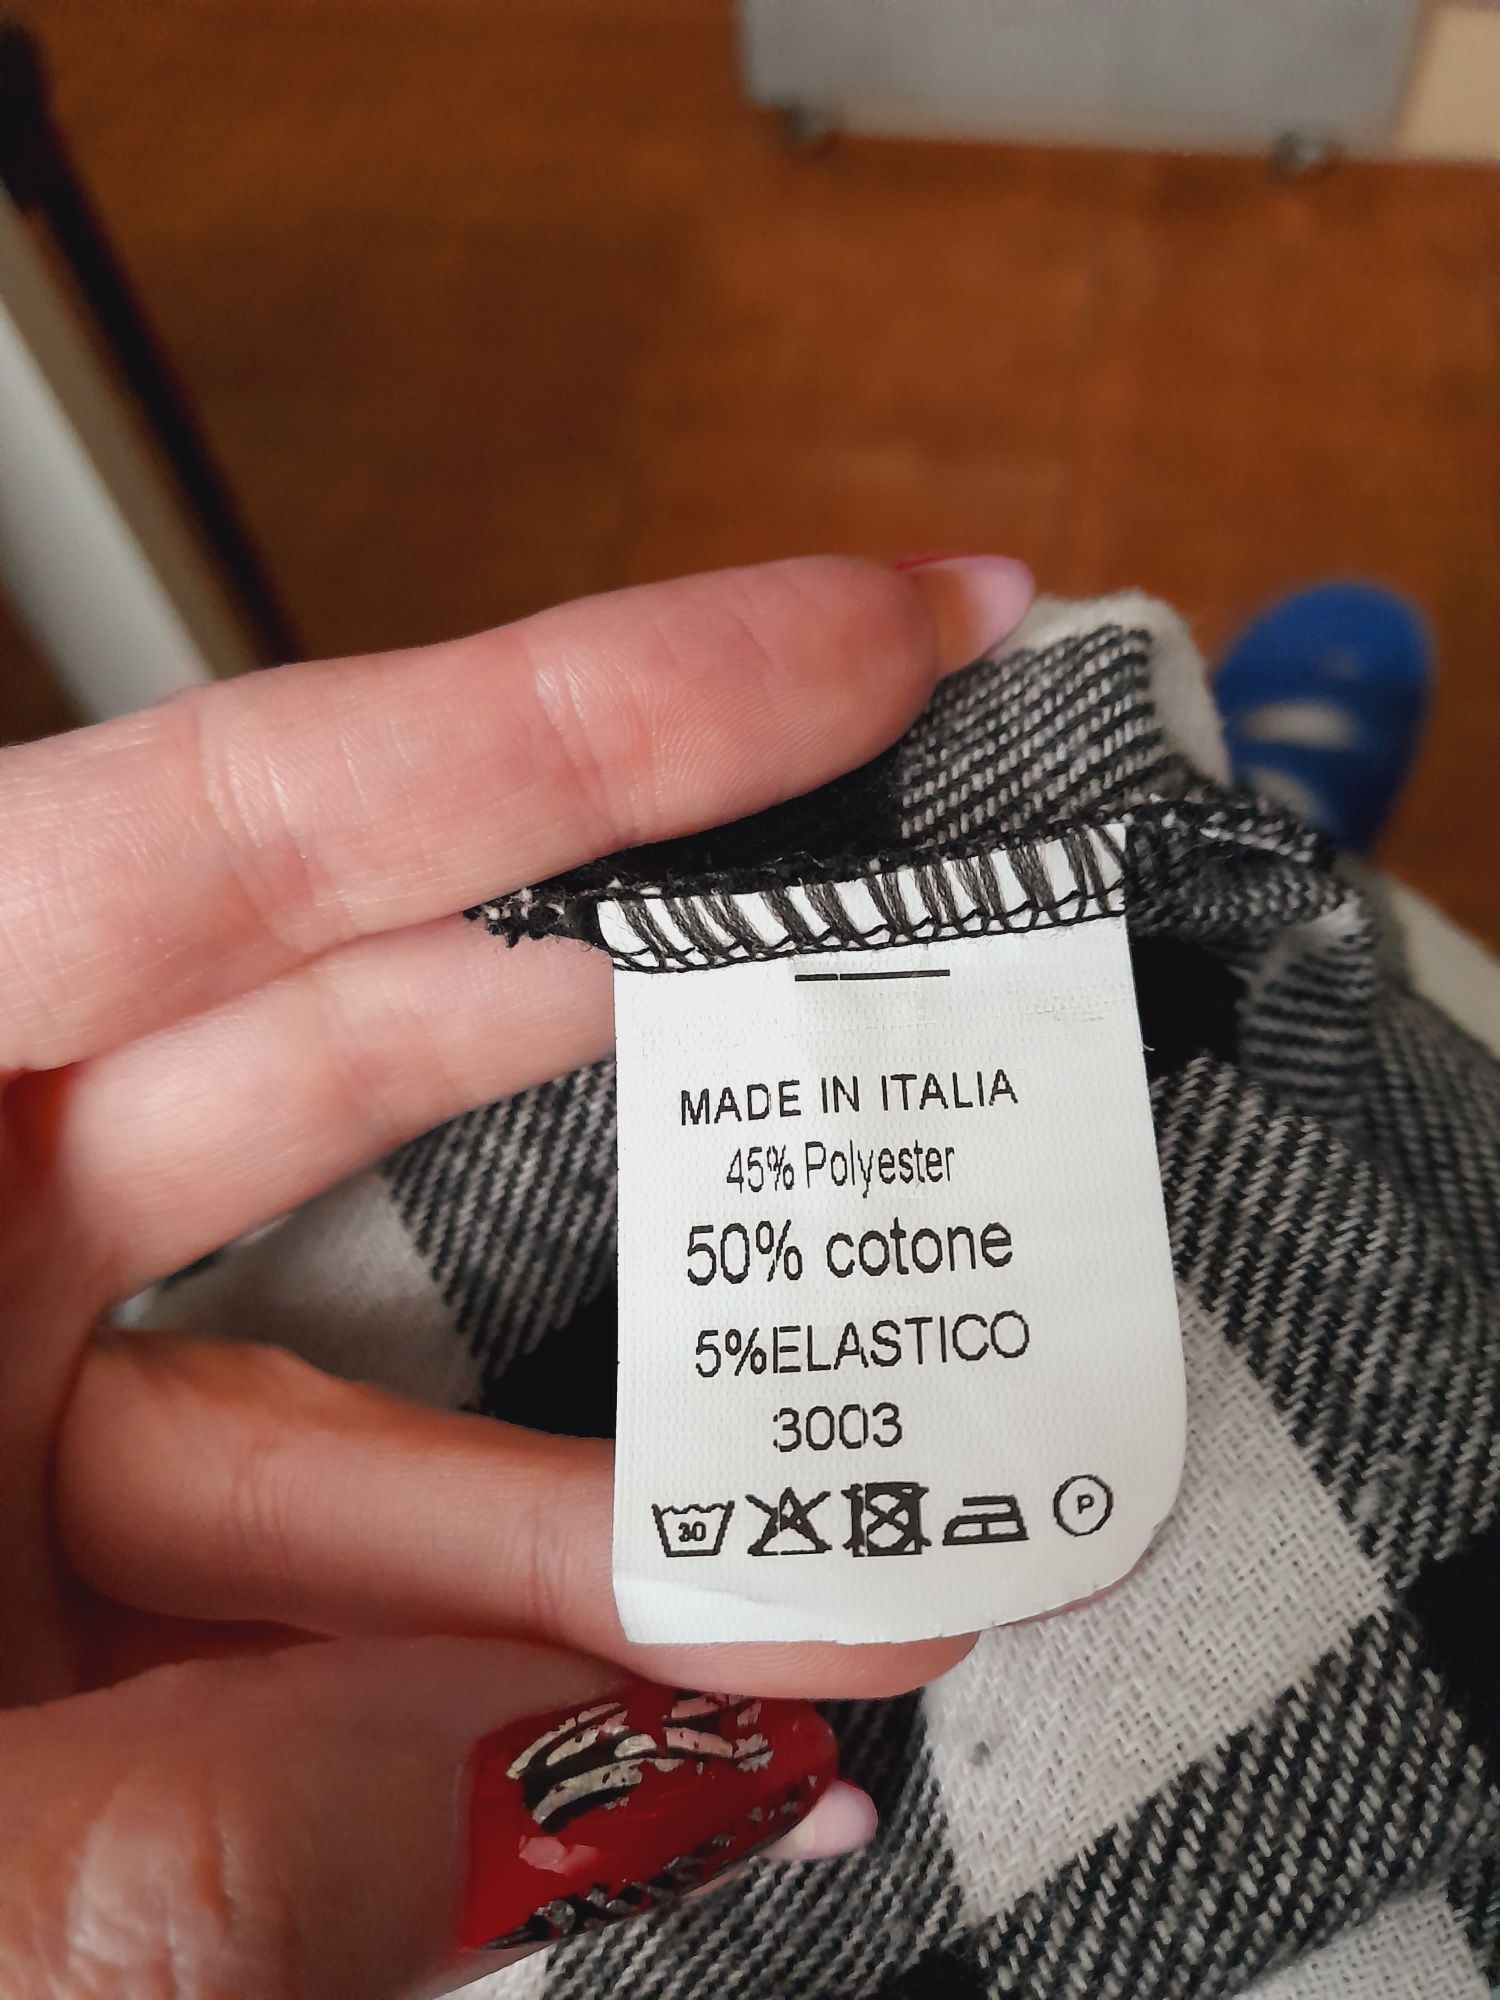 MADE IN ITALIA
45% Polyester
50% cotone
5%ELASTICO
3003
30 A P